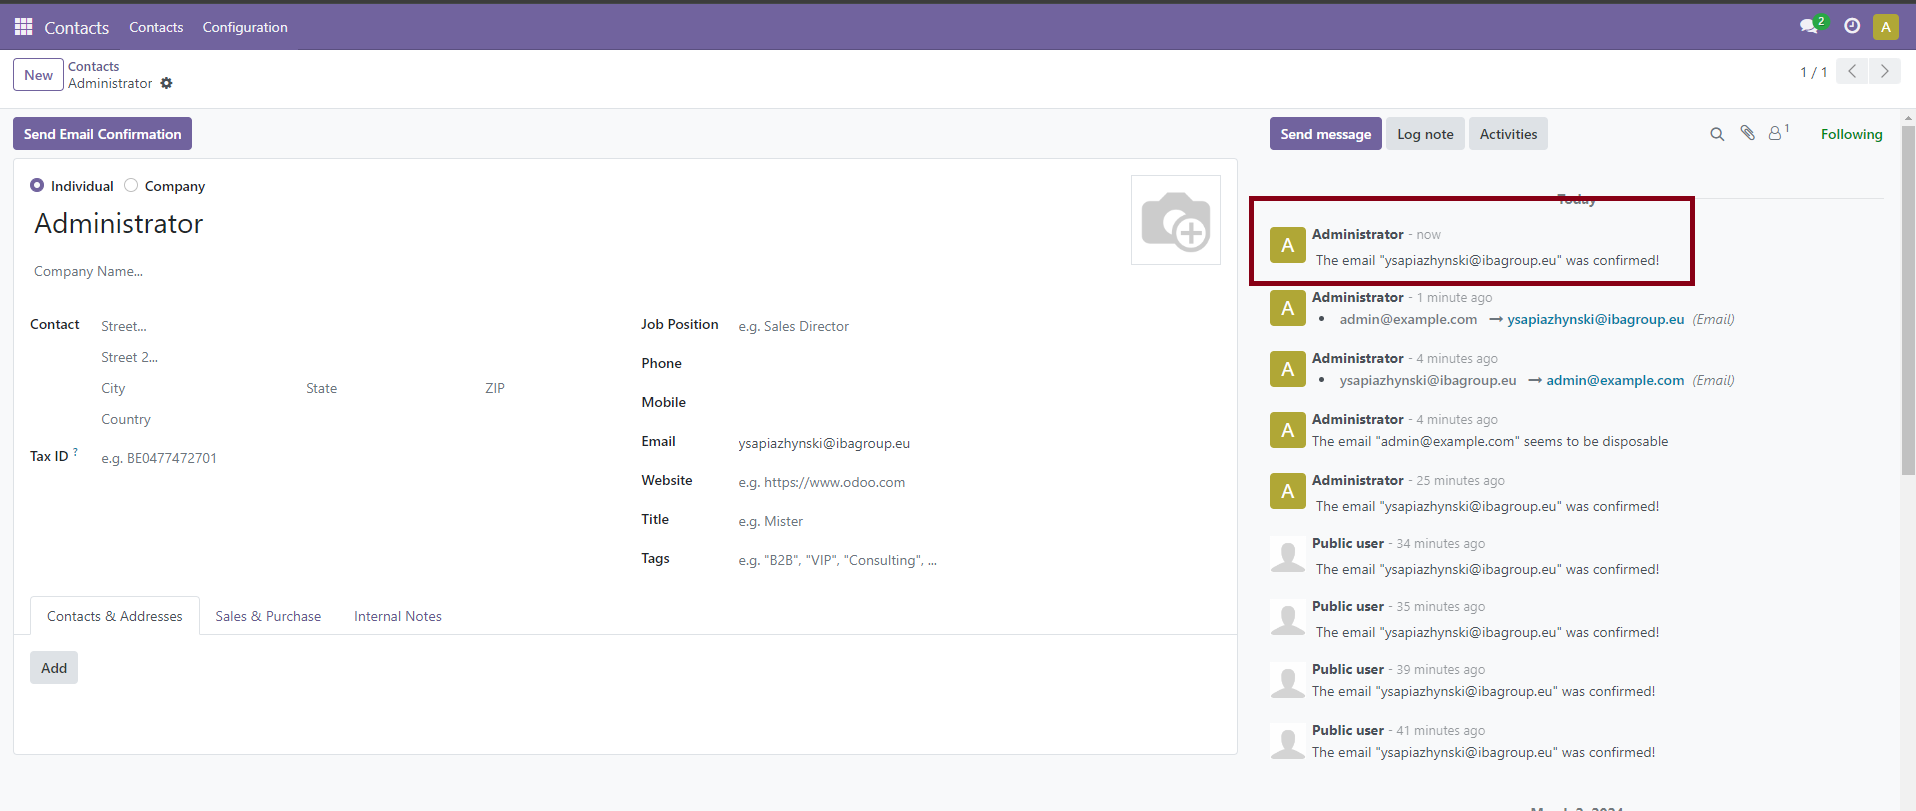 Contacts Contacts Configuration 2 A
New Contacts
Administrator
1 / 1
Send Email Confirmation
Individual Company
Administrator
Company Name...
Contact Street...
Street 2...
City State ZIP
Country
Tax ID ? e.g. BE0477472701
Job Position e.g. Sales Director
Phone
Mobile
Email ysapiazhynski@ibagroup.eu
Website e.g. https://www.odoo.com
Title e.g. Mister
Tags e.g. "B2B", "VIP", "Consulting", ...
Contacts & Addresses Sales & Purchase Internal Notes
Add
Send message Log note Activities 1 Following
Today
A Administrator - now
The email "ysapiazhynski@ibagroup.eu" was confirmed!
A Administrator - 1 minute ago
• admin@example.com → ysapiazhynski@ibagroup.eu (Email)
A Administrator - 4 minutes ago
• ysapiazhynski@ibagroup.eu → admin@example.com (Email)
A Administrator - 4 minutes ago
The email "admin@example.com" seems to be disposable
A Administrator - 25 minutes ago
The email "ysapiazhynski@ibagroup.eu" was confirmed!
Public user - 34 minutes ago
The email "ysapiazhynski@ibagroup.eu" was confirmed!
Public user - 35 minutes ago
The email "ysapiazhynski@ibagroup.eu" was confirmed!
Public user - 39 minutes ago
The email "ysapiazhynski@ibagroup.eu" was confirmed!
Public user - 41 minutes ago
The email "ysapiazhynski@ibagroup.eu" was confirmed!